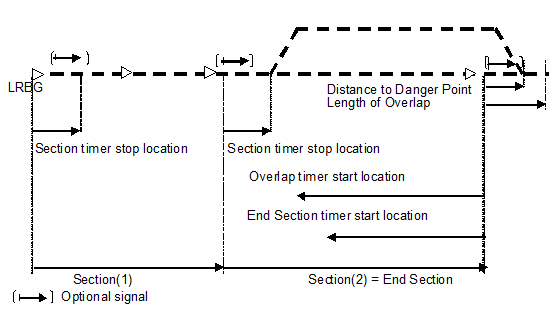 LRBG
Distance to Danger Point
Length of Overlap
Section timer stop location
Section timer stop location
Overlap timer start location
End Section timer start location
Section(1)
Section(2) = End Section
Optional signal